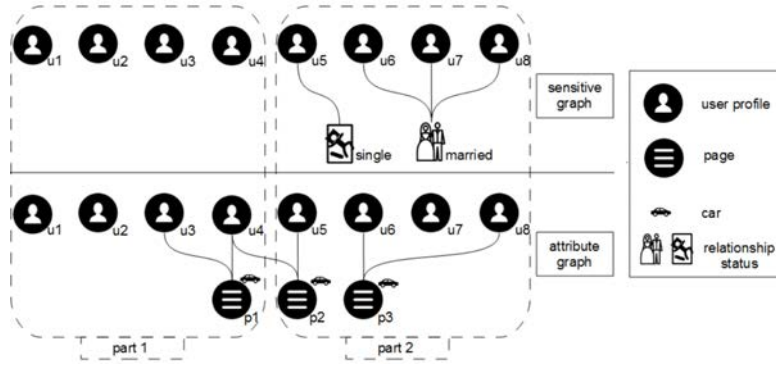 u1 u2 u3 u4 u5 u6 u7 u8
sensitive
graph
single
married
user profile
page
car
relationship
status
u1 u2 u3 u4 u5 u6 u7 u8
attribute
graph
p1 p2 p3
part 1
part 2